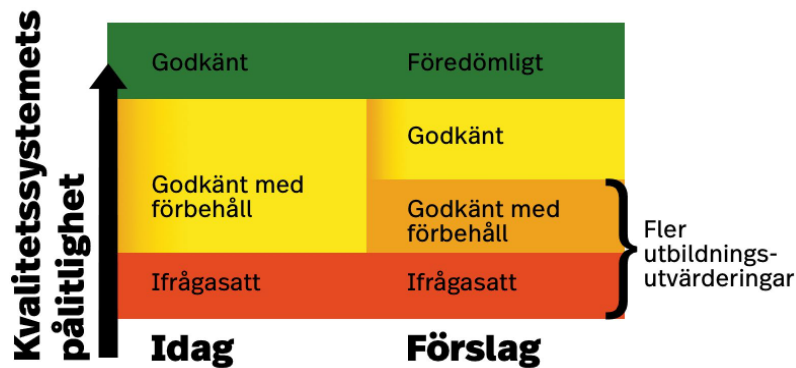 Kvalitetssystemets
pålitlighet
Godkänt
Godkänt med
förbehåll
Ifrågasatt
Idag
Föredömligt
Godkänt
Godkänt med
förbehåll
Ifrågasatt
Förslag
Fler
utbildnings-
utvärderingar